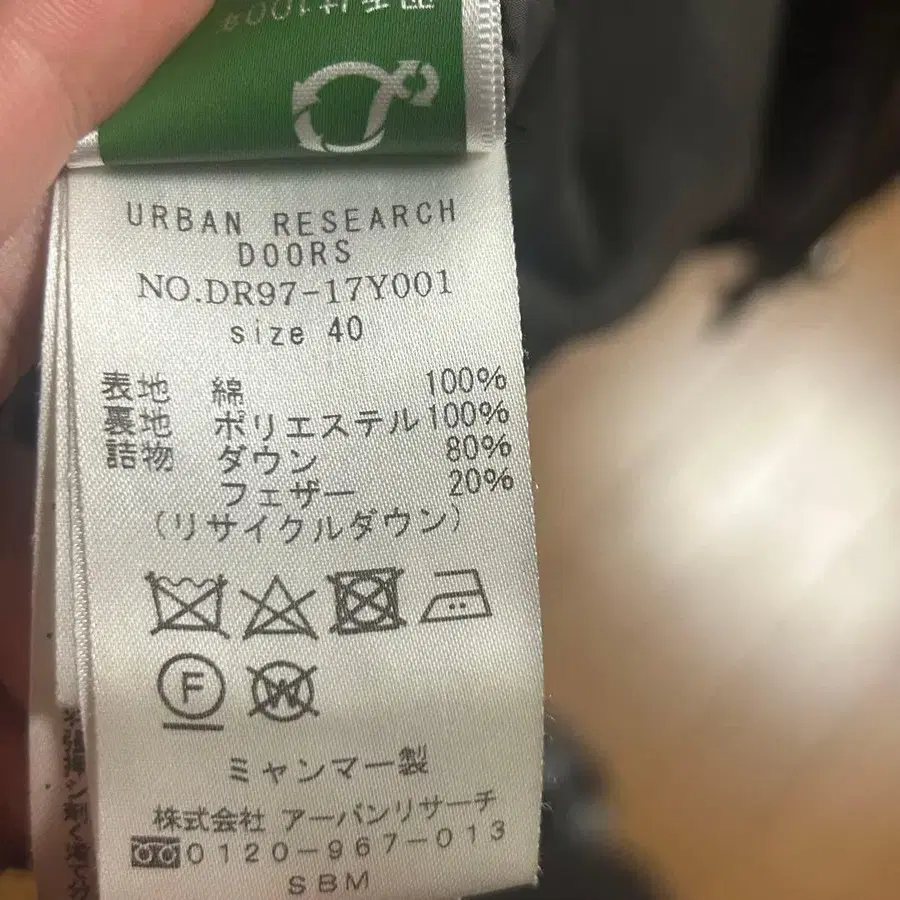 URBAN RESEARCH
DOORS
NO.DR97-17Y001
size 40
表地 綿 100%
裏地 ポリエステル 100%
詰物 ダウン 80%
フェザー 20%
(リサイクルダウン)
F
W
ミャンマー製
株式会社 アーバンリサーチ
0120-967-013
SBM